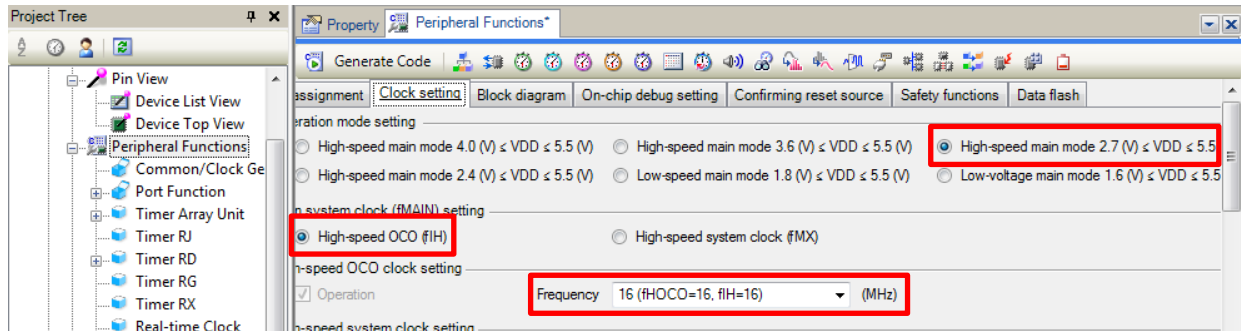 Project Tree
Property Peripheral Functions*
Generate Code
Pin View
Device List View
Device Top View
Peripheral Functions
Common/Clock Ge
Port Function
Timer Array Unit
Timer RJ
Timer RD
Timer RG
Timer RX
Real-time Clock
assignment Clock setting Block diagram On-chip debug setting Confirming reset source Safety functions Data flash
eration mode setting
High-speed main mode 4.0 (V) ≤ VDD ≤ 5.5 (V) High-speed main mode 3.6 (V) ≤ VDD ≤ 5.5 (V) High-speed main mode 2.7 (V) ≤ VDD ≤ 5.5
High-speed main mode 2.4 (V) ≤ VDD ≤ 5.5 (V) Low-speed main mode 1.8 (V) ≤ VDD ≤ 5.5 (V) Low-voltage main mode 1.6 (V) ≤ VDD ≤ 5.5
n system clock (fMAIN) setting
High-speed OCO (fIH) High-speed system clock (fMX)
h-speed OCO clock setting
Operation Frequency 16 (fHOCO=16, fIH=16) (MHz)
h-speed system clock setting